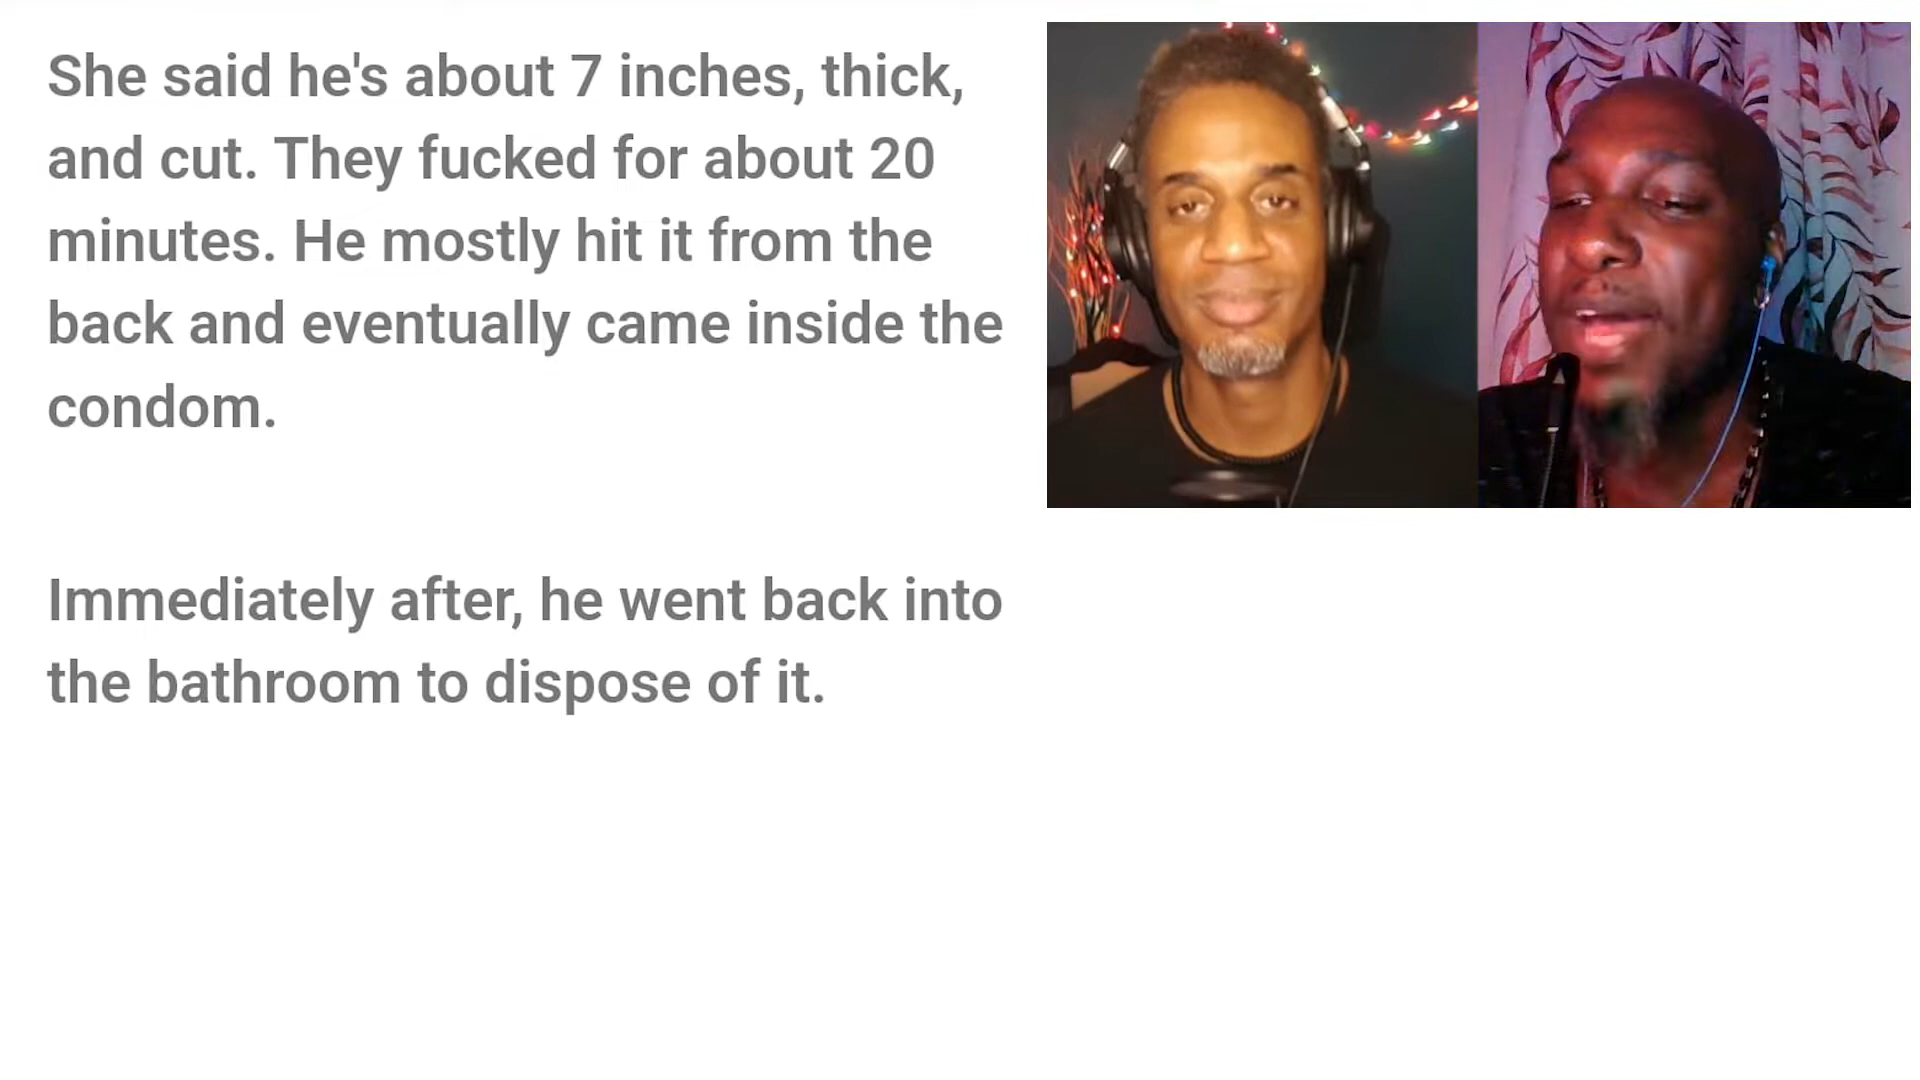 She said he's about 7 inches, thick,
and cut. They fucked for about 20
minutes. He mostly hit it from the
back and eventually came inside the
condom.
Immediately after, he went back into
the bathroom to dispose of it.